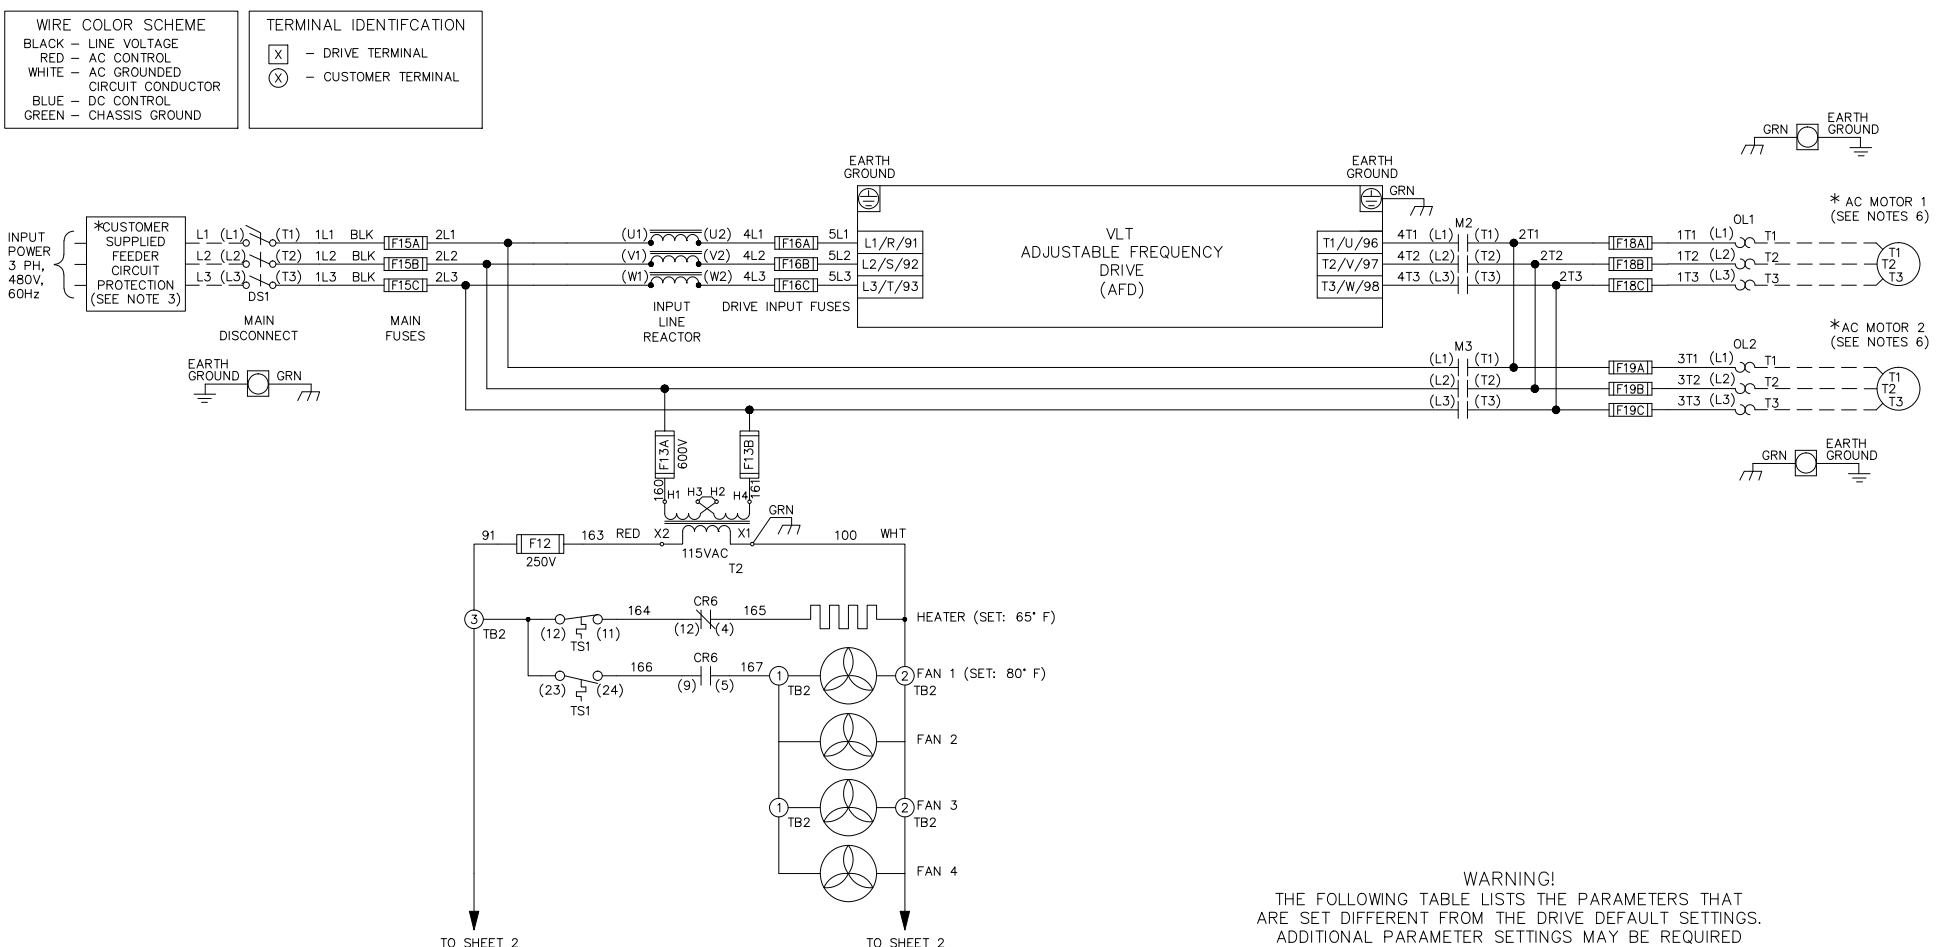 WIRE COLOR SCHEME
BLACK – LINE VOLTAGE
RED – AC CONTROL
WHITE – AC GROUNDED
CIRCUIT CONDUCTOR
BLUE – DC CONTROL
GREEN – CHASSIS GROUND
TERMINAL IDENTIFCATION
X – DRIVE TERMINAL
X – CUSTOMER TERMINAL
GRN
EARTH
GROUND
INPUT
POWER
3 PH,
480V,
60Hz
*CUSTOMER
SUPPLIED
FEEDER
CIRCUIT
PROTECTION
(SEE NOTE 3)
L1 (L1) (T1) 1L1 BLK F15A 2L1
L2 (L2) (T2) 1L2 BLK F15B 2L2
L3 (L3) (T3) 1L3 BLK F15C 2L3
DS1
MAIN
DISCONNECT
MAIN
FUSES
EARTH
GROUND
GRN
(U1) (U2) 4L1 F16A 5L1
(V1) (V2) 4L2 F16B 5L2
(W1) (W2) 4L3 F16C 5L3
INPUT
LINE
REACTOR
DRIVE INPUT FUSES
EARTH
GROUND
L1/R/91
L2/S/92
L3/T/93
VLT
ADJUSTABLE FREQUENCY
DRIVE
(AFD)
EARTH
GROUND
GRN
T1/U/96
T2/V/97
T3/W/98
M2
4T1 (L1) (T1) 2T1 F18A 1T1 (L1) T1
4T2 (L2) (T2) 2T2 F18B 1T2 (L2) T2
4T3 (L3) (T3) 2T3 F18C 1T3 (L3) T3
OL1
* AC MOTOR 1
(SEE NOTES 6)
T1
T2
T3
M3
(L1) (T1) F19A 3T1 (L1) T1
(L2) (T2) F19B 3T2 (L2) T2
(L3) (T3) F19C 3T3 (L3) T3
OL2
*AC MOTOR 2
(SEE NOTES 6)
T1
T2
T3
GRN
EARTH
GROUND
F13A
600V
F13B
160
161
H1 H3 H2 H4
GRN
91 F12 163 RED X2 X1 100 WHT
250V
115VAC
T2
3
TB2
164 CR6 165
(12) (11) (12) (4)
TS1
HEATER (SET: 65° F)
166 CR6 167
(23) (24) (9) (5)
TS1
1
TB2
2
TB2
FAN 1 (SET: 80° F)
FAN 2
1
TB2
2
TB2
FAN 3
FAN 4
TO SHEET 2
TO SHEET 2
WARNING!
THE FOLLOWING TABLE LISTS THE PARAMETERS THAT
ARE SET DIFFERENT FROM THE DRIVE DEFAULT SETTINGS.
ADDITIONAL PARAMETER SETTINGS MAY BE REQUIRED